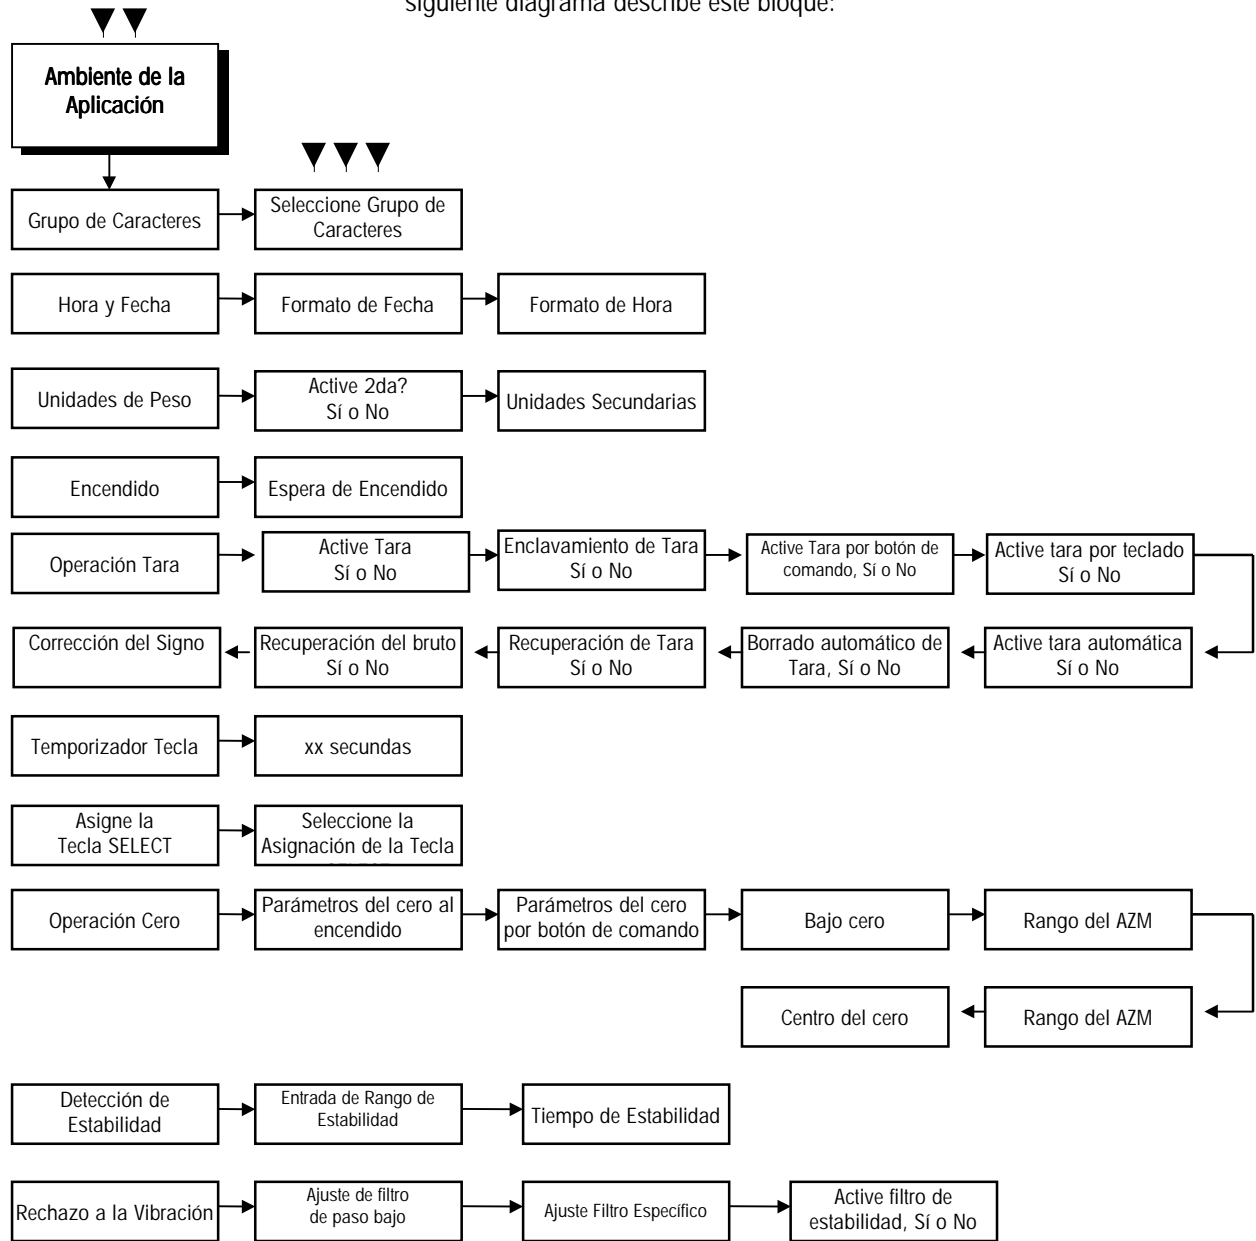 siguiente diagrama describe este bloque:
Ambiente de la
Aplicación
Grupo de Caracteres
Seleccione Grupo de
Caracteres
Hora y Fecha
Formato de Fecha
Formato de Hora
Unidades de Peso
Active 2da?
Sí o No
Unidades Secundarias
Encendido
Espera de Encendido
Operación Tara
Active Tara
Sí o No
Enclavamiento de Tara
Sí o No
Active Tara por botón de
comando, Sí o No
Active tara por teclado
Sí o No
Corrección del Signo
Recuperación del bruto
Sí o No
Recuperación de Tara
Sí o No
Borrado automático de
Tara, Sí o No
Active tara automática
Sí o No
Temporizador Tecla
xx secundas
Asigne la
Tecla SELECT
Seleccione la
Asignación de la Tecla
Operación Cero
Parámetros del cero al
encendido
Parámetros del cero
por botón de comando
Bajo cero
Rango del AZM
Centro del cero
Rango del AZM
Detección de
Estabilidad
Entrada de Rango de
Estabilidad
Tiempo de Estabilidad
Rechazo a la Vibración
Ajuste de filtro
de paso bajo
Ajuste Filtro Específico
Active filtro de
estabilidad, Sí o No